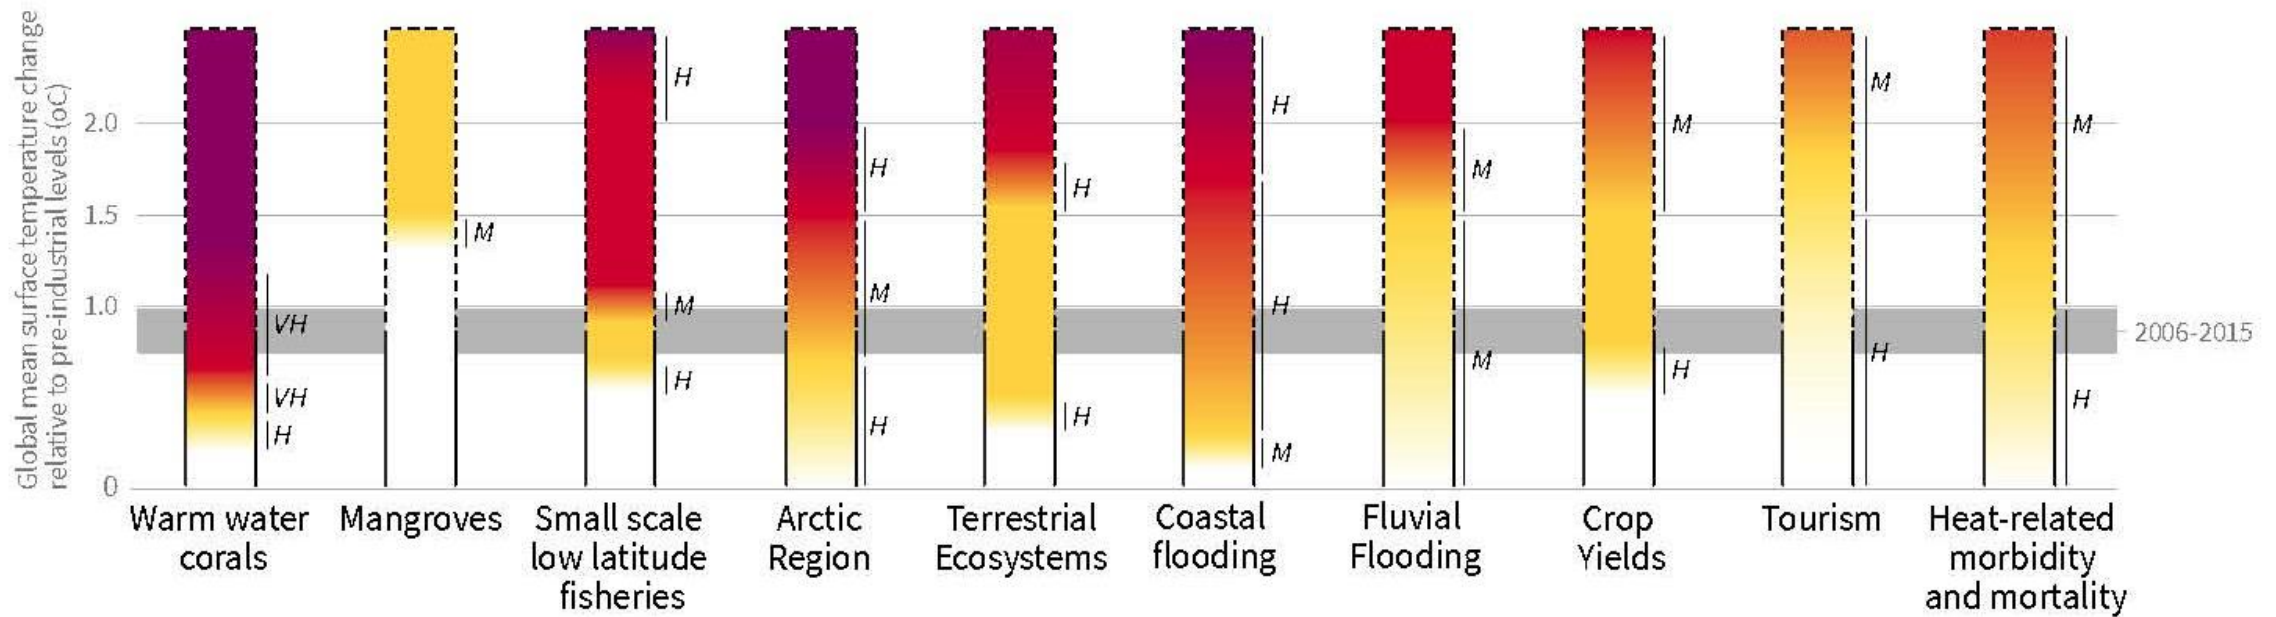 Global mean surface temperature change
relative to pre-industrial levels (oC)
2.0
1.5
1.0
0
VH
VH
H
M
H
M
H
H
M
H
H
H
H
H
M
M
M
M
H
M
H
M
H
2006-2015
Warm water
corals
Mangroves
Small scale
low latitude
fisheries
Arctic
Region
Terrestrial
Ecosystems
Coastal
flooding
Fluvial
Flooding
Crop
Yields
Tourism
Heat-related
morbidity
and mortality